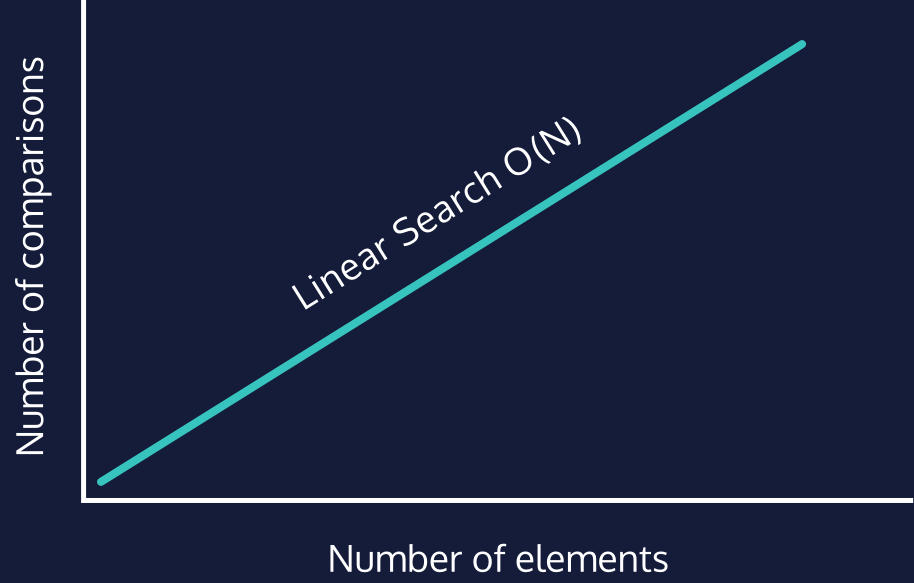 Number of comparisons
Linear Search O(N)
Number of elements